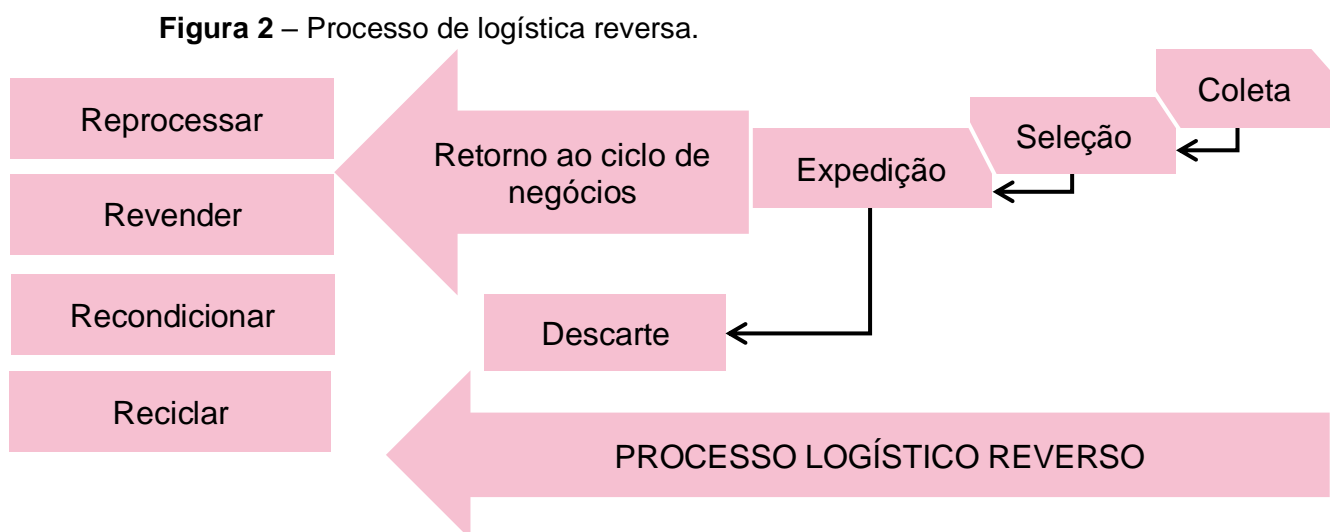 Figura 2 – Processo de logística reversa.
Reprocessar
Revender
Recondicionar
Reciclar
Retorno ao ciclo de
negócios
Expedição
Seleção
Coleta
Descarte
PROCESSO LOGÍSTICO REVERSO